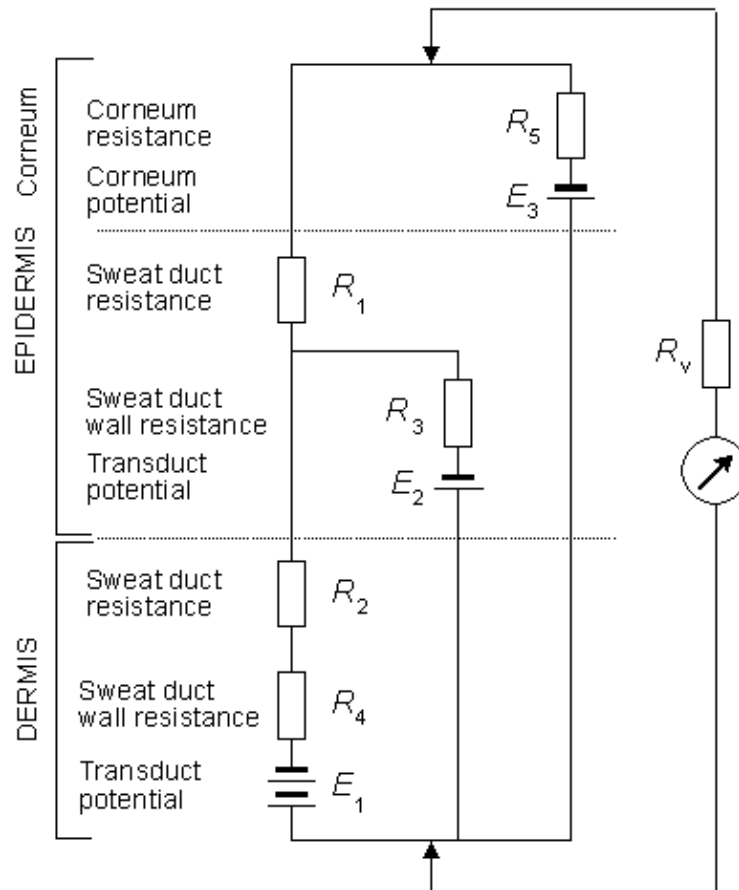 EPIDERMIS Corneum
Corneum
resistance
R5
Corneum
potential
E3
Sweat duct
resistance
R1
Rv
Sweat duct
wall resistance
R3
Transduct
potential
E2
DERMIS
Sweat duct
resistance
R2
Sweat duct
wall resistance
R4
Transduct
potential
E1